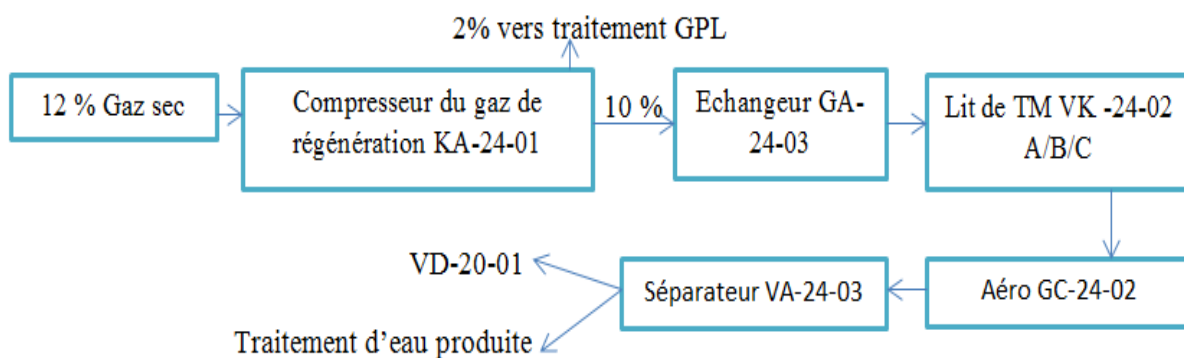 2% vers traitement GPL
12 % Gaz sec
Compresseur du gaz de
régénération KA-24-01
10 %
Echangeur GA-
24-03
Lit de TM VK -24-02
A/B/C
VD-20-01
Séparateur VA-24-03
Aéro GC-24-02
Traitement d’eau produite